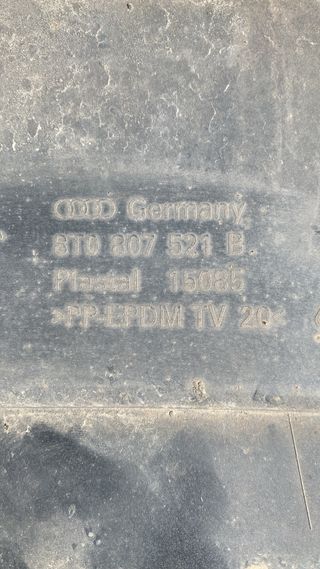 Germany
8T0 807 521 B
Plastal 15085
>PP-EPDM TV 20<